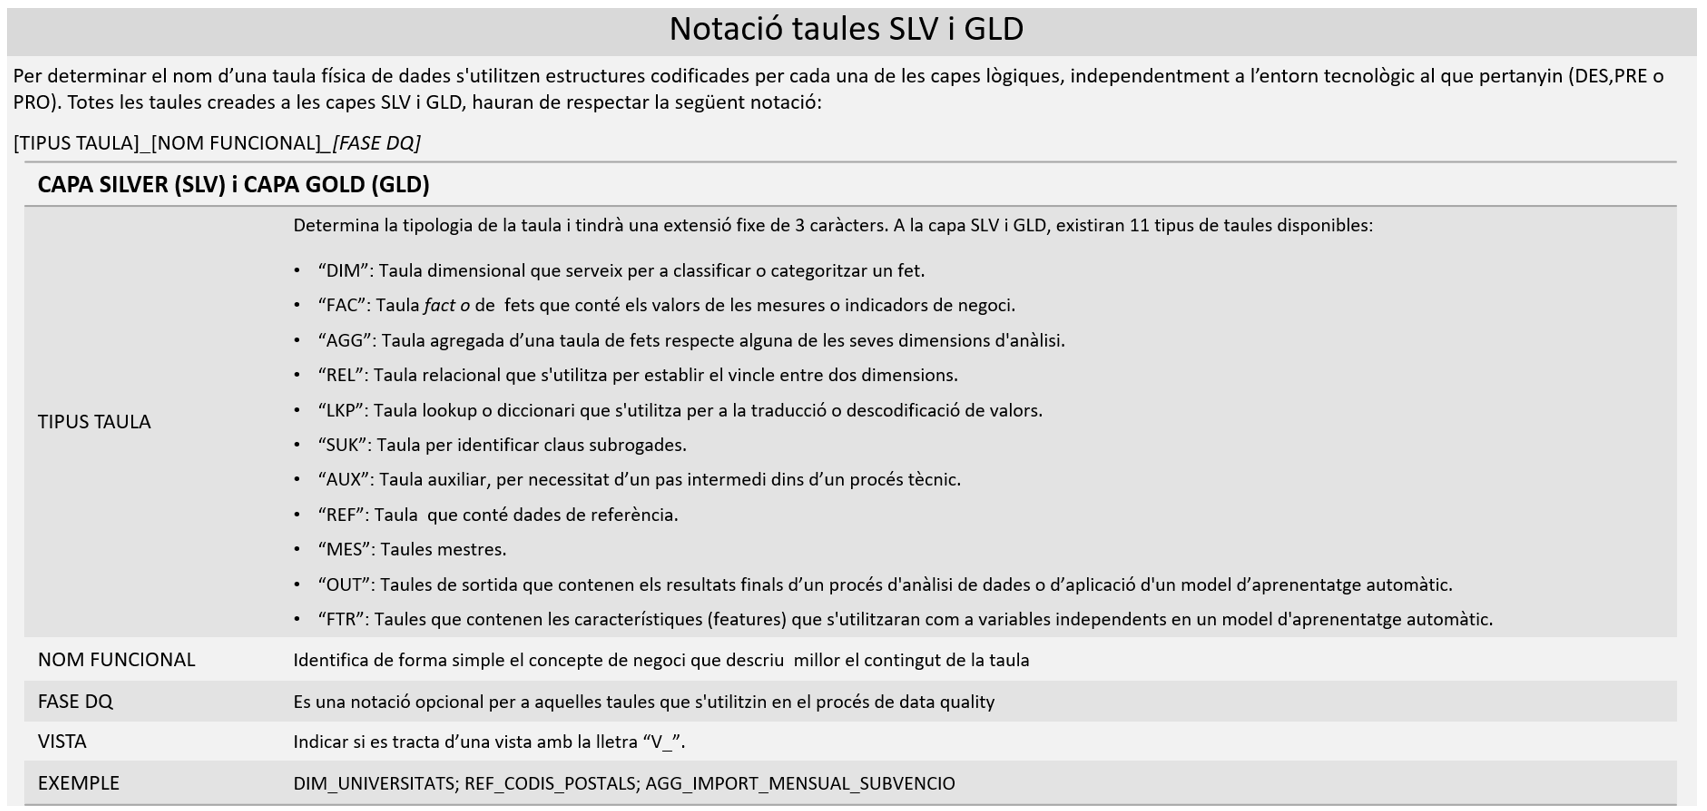 Notació taules SLV i GLD
Per determinar el nom d’una taula física de dades s'utilitzen estructures codificades per cada una de les capes lògiques, independentment a l’entorn tecnològic al que pertanyin (DES,PRE o
PRO). Totes les taules creades a les capes SLV i GLD, hauran de respectar la següent notació:
[TIPUS TAULA]_[NOM FUNCIONAL]_[FASE DQ]
CAPA SILVER (SLV) i CAPA GOLD (GLD)
TIPUS TAULA
Determina la tipologia de la taula i tindrà una extensió fixe de 3 caràcters. A la capa SLV i GLD, existiran 11 tipus de taules disponibles:
• “DIM”: Taula dimensional que serveix per a classificar o categoritzar un fet.
• “FAC”: Taula fact o de  fets que conté els valors de les mesures o indicadors de negoci.
• “AGG”: Taula agregada d’una taula de fets respecte alguna de les seves dimensions d'anàlisi.
• “REL”: Taula relacional que s'utilitza per establir el vincle entre dos dimensions.
• “LKP”: Taula lookup o diccionari que s'utilitza per a la traducció o descodificació de valors.
• “SUK”: Taula per identificar claus subrogades.
• “AUX”: Taula auxiliar, per necessitat d’un pas intermedi dins d’un procés tècnic.
• “REF”: Taula  que conté dades de referència.
• “MES”: Taules mestres.
• “OUT”: Taules de sortida que contenen els resultats finals d’un procés d'anàlisi de dades o d’aplicació d'un model d’aprenentatge automàtic.
• “FTR”: Taules que contenen les característiques (features) que s'utilitzaran com a variables independents en un model d'aprenentatge automàtic.
NOM FUNCIONAL Identifica de forma simple el concepte de negoci que descriu  millor el contingut de la taula
FASE DQ Es una notació opcional per a aquelles taules que s'utilitzin en el procés de data quality
VISTA Indicar si es tracta d’una vista amb la lletra “V_”.
EXEMPLE DIM_UNIVERSITATS; REF_CODIS_POSTALS; AGG_IMPORT_MENSUAL_SUBVENCIO